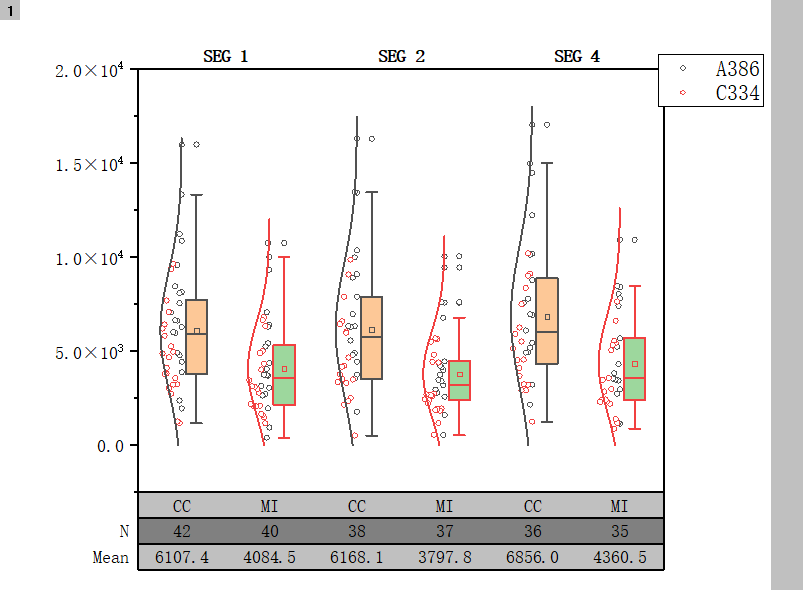 1
SEG 1 SEG 2 SEG 4
A386
C334
2.0×10⁴
1.5×10⁴
1.0×10⁴
5.0×10³
0.0
CC MI CC MI CC MI
N 42 40 38 37 36 35
Mean 6107.4 4084.5 6168.1 3797.8 6856.0 4360.5